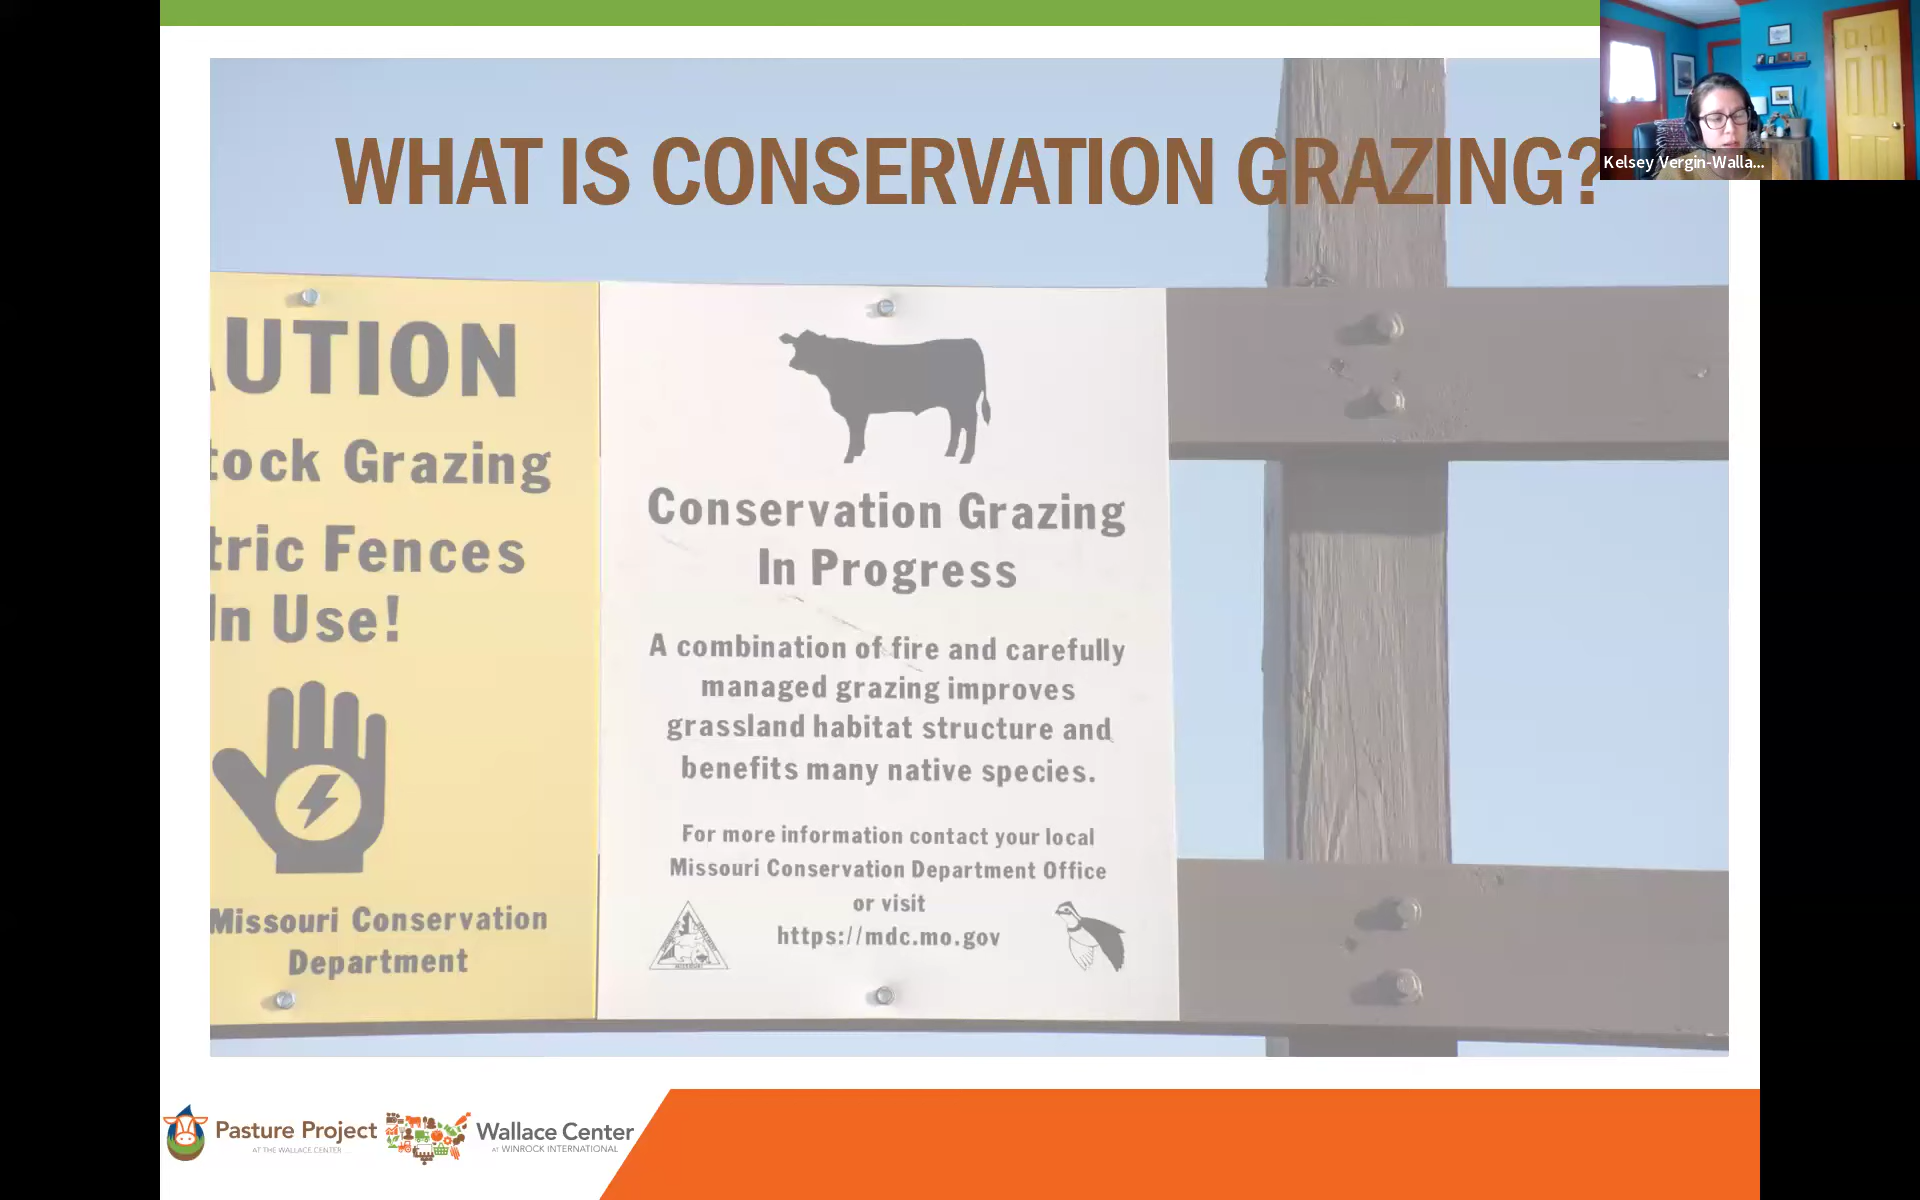 WHAT IS CONSERVATION GRAZING?
Kelsey Vergin-Walla...
UTION
tock Grazing
tric Fences
In Use!
Missouri Conservation
Department
Conservation Grazing
In Progress
A combination of fire and carefully
managed grazing improves
grassland habitat structure and
benefits many native species.
For more information contact your local
Missouri Conservation Department Office
or visit
https://mdc.mo.gov
Pasture Project
AT THE WALLACE CENTER
Wallace Center
AT WINROCK INTERNATIONAL